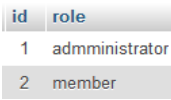 id role
1 admministrator
2 member